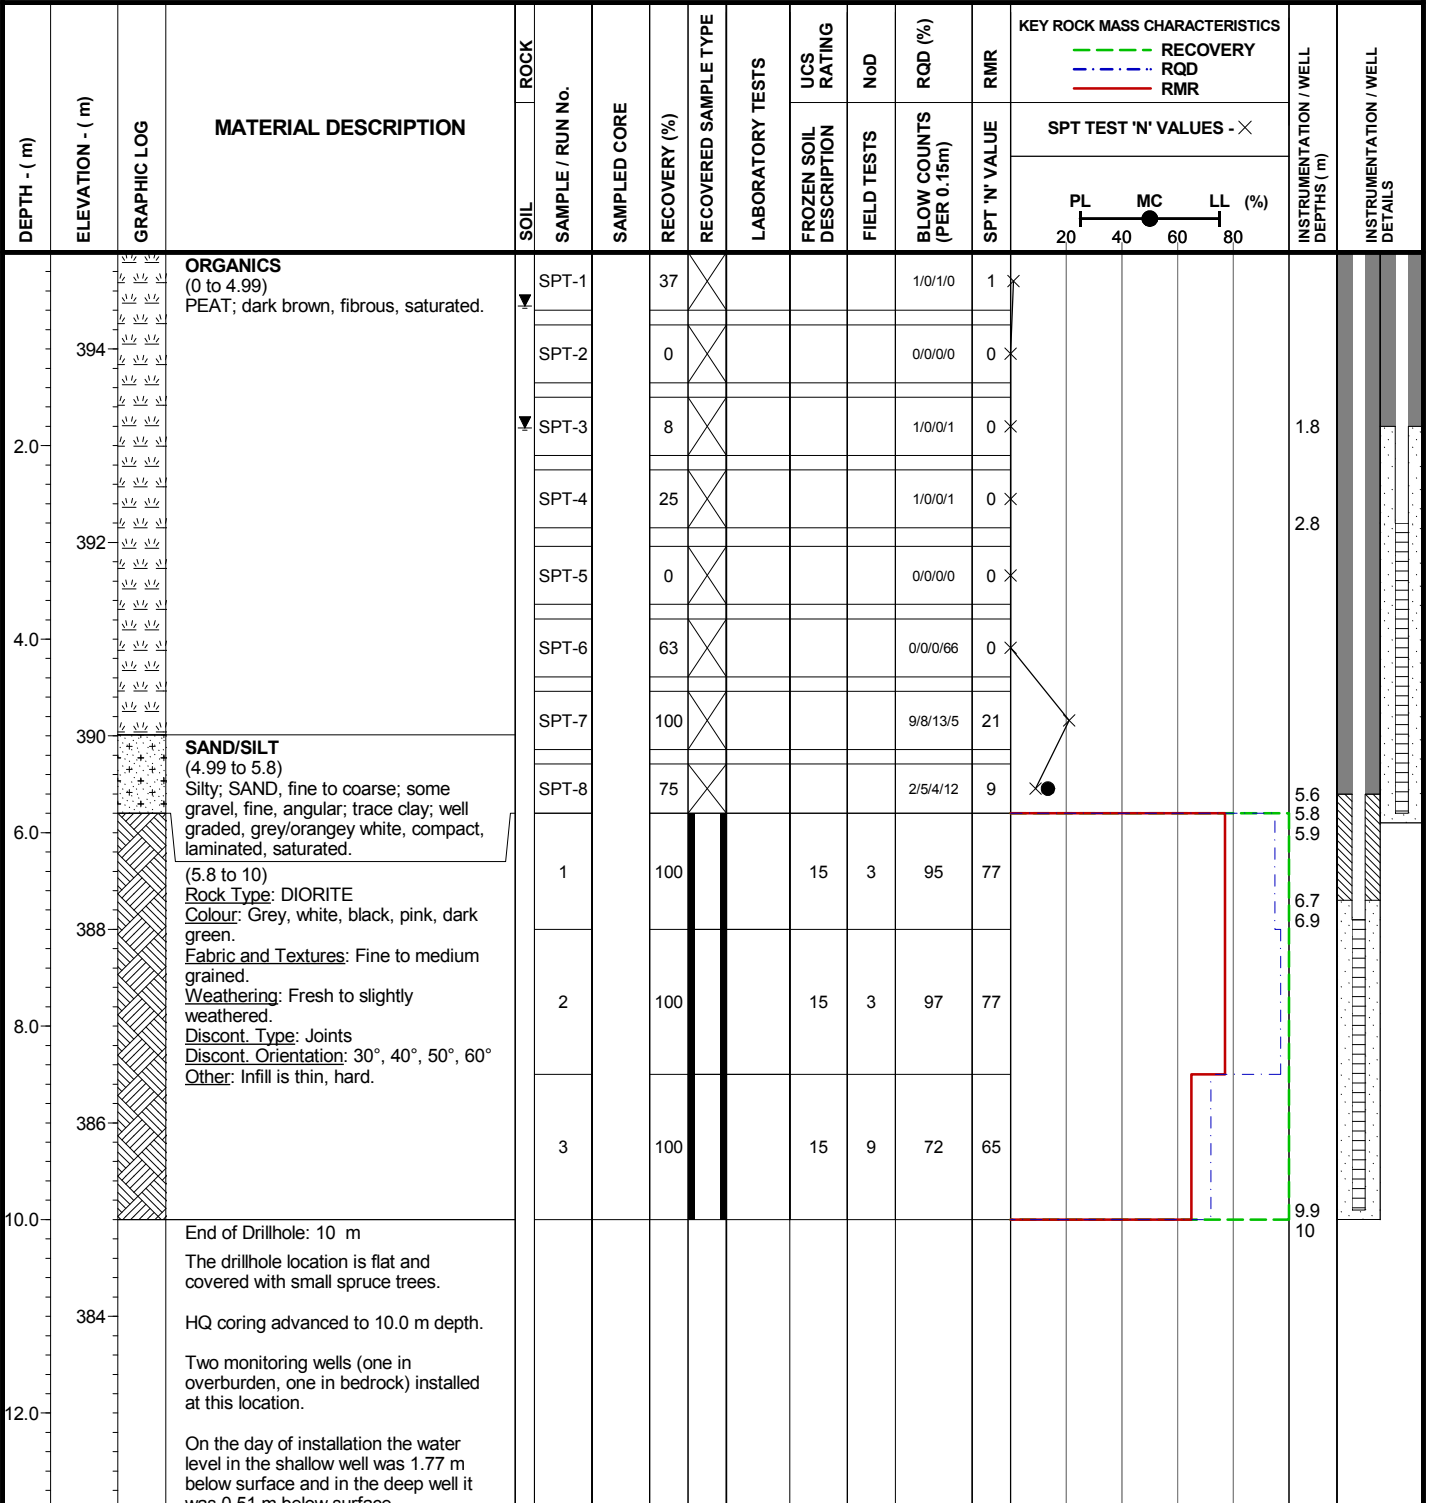 DEPTH - ( m)
ELEVATION - ( m)
GRAPHIC LOG
MATERIAL DESCRIPTION
ROCK
SOIL
SAMPLE / RUN No.
SAMPLED CORE
RECOVERY (%)
RECOVERED SAMPLE TYPE
LABORATORY TESTS
UCS RATING
FROZEN SOIL DESCRIPTION
NoD
FIELD TESTS
RQD (%)
BLOW COUNTS (PER 0.15m)
RMR
SPT 'N' VALUE
KEY ROCK MASS CHARACTERISTICS
RECOVERY
RQD
RMR
SPT TEST 'N' VALUES - ×
PL MC LL (%)
20 40 60 80
INSTRUMENTATION / WELL DEPTHS ( m)
INSTRUMENTATION / WELL DETAILS
ORGANICS
(0 to 4.99)
PEAT; dark brown, fibrous, saturated.
SPT-1 37 1/0/1/0 1
394
SPT-2 0 0/0/0/0 0
SPT-3 8 1/0/0/1 0
1.8
2.0
SPT-4 25 1/0/0/1 0
2.8
392
SPT-5 0 0/0/0/0 0
4.0
SPT-6 63 0/0/0/66 0
SPT-7 100 9/8/13/5 21
390
SAND/SILT
(4.99 to 5.8)
Silty; SAND, fine to coarse; some
gravel, fine, angular; trace clay; well
graded, grey/orangey white, compact,
laminated, saturated.
SPT-8 75 2/5/4/12 9
5.6
5.8
5.9
6.0
(5.8 to 10)
Rock Type: DIORITE
Colour: Grey, white, black, pink, dark
green.
Fabric and Textures: Fine to medium
grained.
Weathering: Fresh to slightly
weathered.
Discont. Type: Joints
Discont. Orientation: 30°, 40°, 50°, 60°
Other: Infill is thin, hard.
1 100 15 3 95 77
6.7
6.9
388
2 100 15 3 97 77
8.0
386
3 100 15 9 72 65
9.9
10
10.0
End of Drillhole: 10 m
The drillhole location is flat and
covered with small spruce trees.
384
HQ coring advanced to 10.0 m depth.
Two monitoring wells (one in
overburden, one in bedrock) installed
at this location.
12.0
On the day of installation the water
level in the shallow well was 1.77 m
below surface and in the deep well it
was 0.51 m below surface.